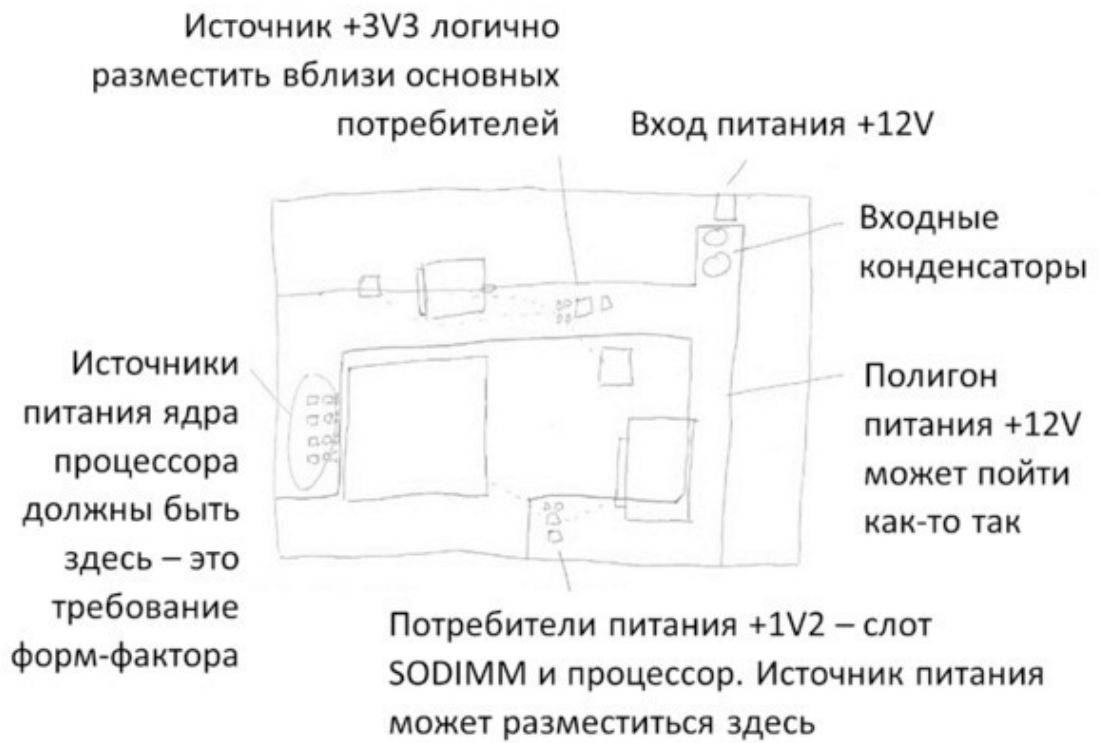 Источник +3V3 логично
разместить вблизи основных
потребителей
Вход питания +12V
Входные
конденсаторы
Источники
питания ядра
процессора
должны быть
здесь – это
требование
форм-фактора
Полигон
питания +12V
может пойти
как-то так
Потребители питания +1V2 – слот
SODIMM и процессор. Источник питания
может разместиться здесь